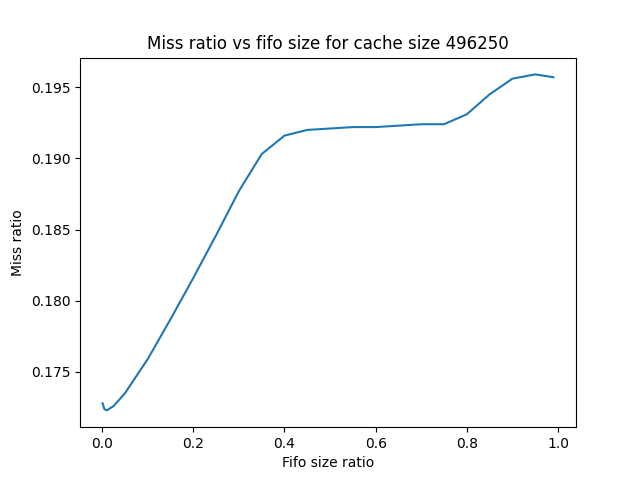 Miss ratio vs fifo size for cache size 496250
0.195
0.190
0.185
0.180
0.175
Miss ratio
0.0 0.2 0.4 0.6 0.8 1.0
Fifo size ratio